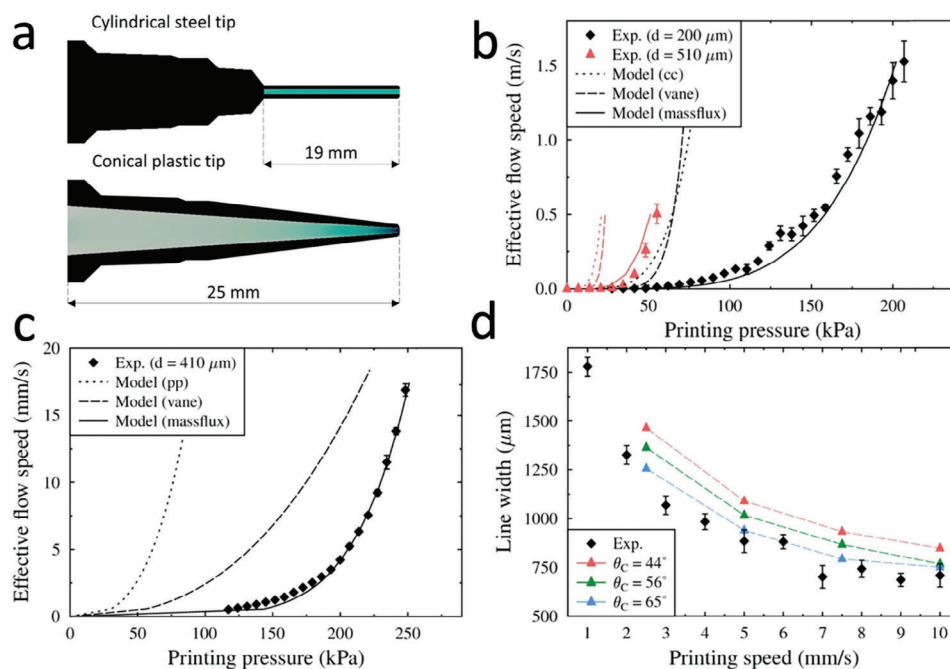 a
Cylindrical steel tip
19 mm
Conical plastic tip
25 mm
b
Effective flow speed (m/s)
1.5
1.0
0.5
0.0
Exp. (d = 200 μm)
Exp. (d = 510 μm)
Model (cc)
Model (vane)
Model (massflux)
0 50 100 150 200
Printing pressure (kPa)
c
Effective flow speed (mm/s)
20
15
10
5
0
Exp. (d = 410 μm)
Model (pp)
Model (vane)
Model (massflux)
0 50 100 150 200 250
Printing pressure (kPa)
d
Line width (μm)
1750
1500
1250
1000
750
500
Exp.
θC = 44°
θC = 56°
θC = 65°
1 2 3 4 5 6 7 8 9 10
Printing speed (mm/s)